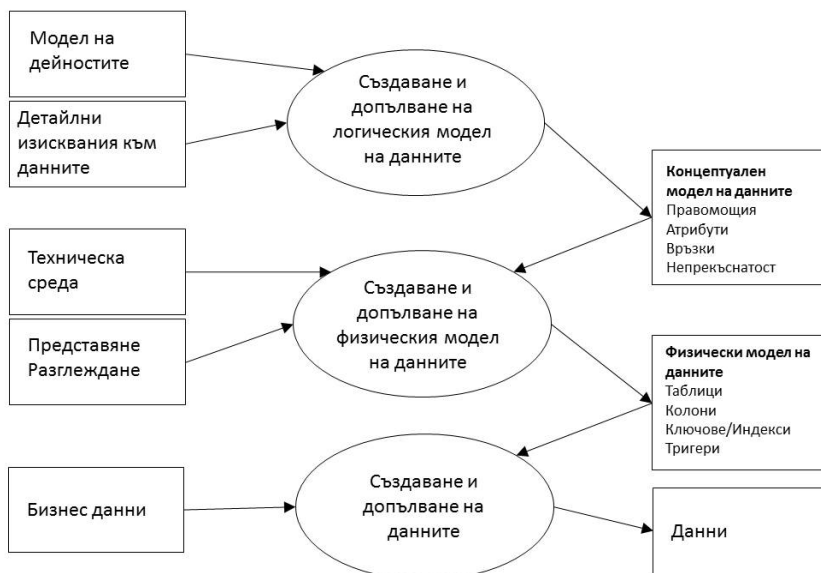 Модел на
дейностите
Детайлни
изисквания към
данните
Създаване и
допълване на
логическия модел
на данните
Концептуален
модел на данните
Правомощия
Атрибути
Връзки
Непрекъснатост
Техническа
среда
Представяне
Разглеждане
Създаване и
допълване на
физическия модел
на данните
Физически модел на
данните
Таблици
Колони
Ключове/Индекси
Тригери
Бизнес данни
Създаване и
допълване на
данните
Данни